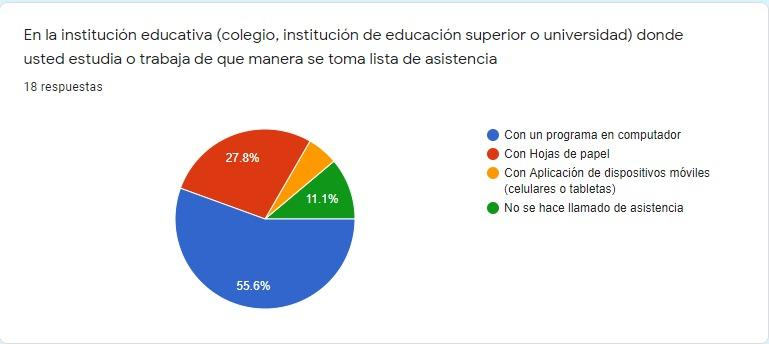 En la institución educativa (colegio, institución de educación superior o universidad) donde
usted estudia o trabaja de que manera se toma lista de asistencia
18 respuestas
27.8%
11.1%
55.6%
Con un programa en computador
Con Hojas de papel
Con Aplicación de dispositivos móviles
(celulares o tabletas)
No se hace llamado de asistencia